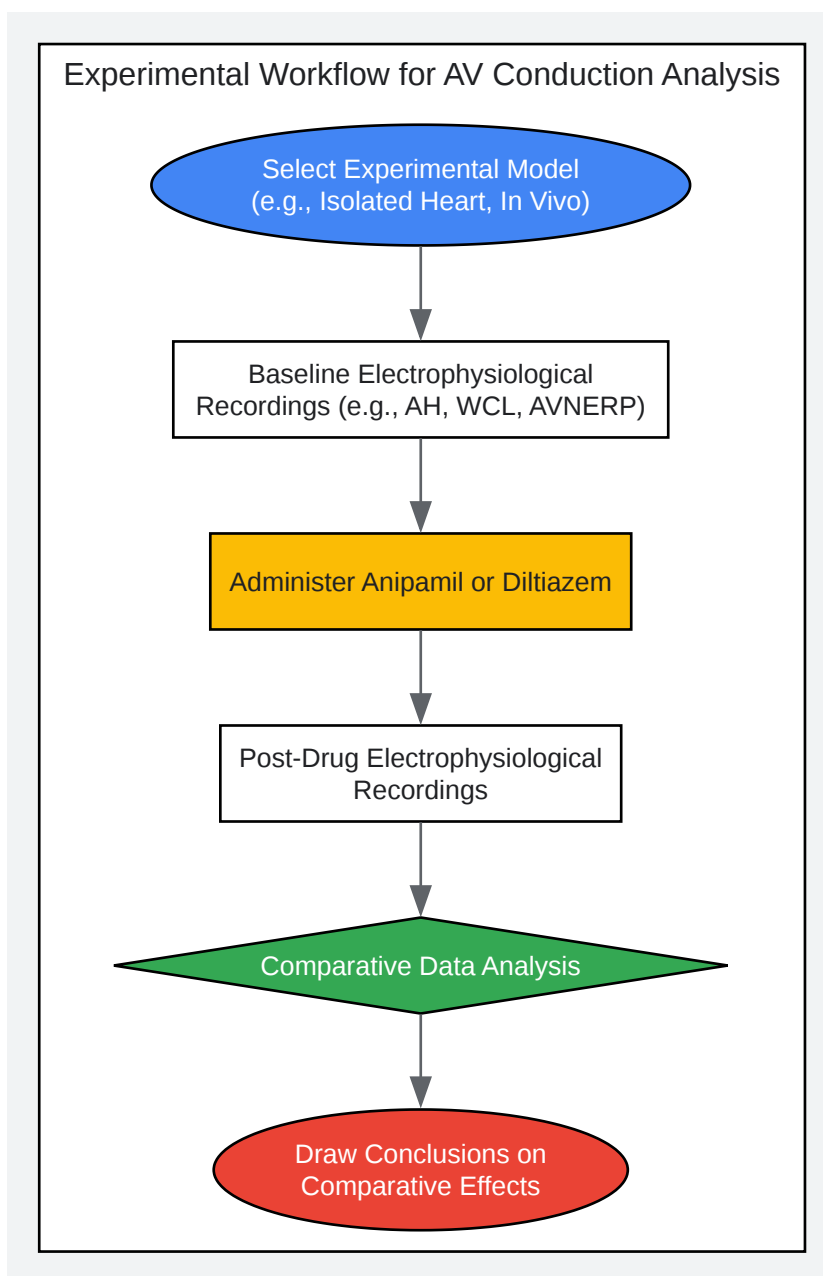 Experimental Workflow for AV Conduction Analysis
Select Experimental Model
(e.g., Isolated Heart, In Vivo)
Baseline Electrophysiological
Recordings (e.g., AH, WCL, AVNERP)
Administer Anipamil or Diltiazem
Post-Drug Electrophysiological
Recordings
Comparative Data Analysis
Draw Conclusions on
Comparative Effects